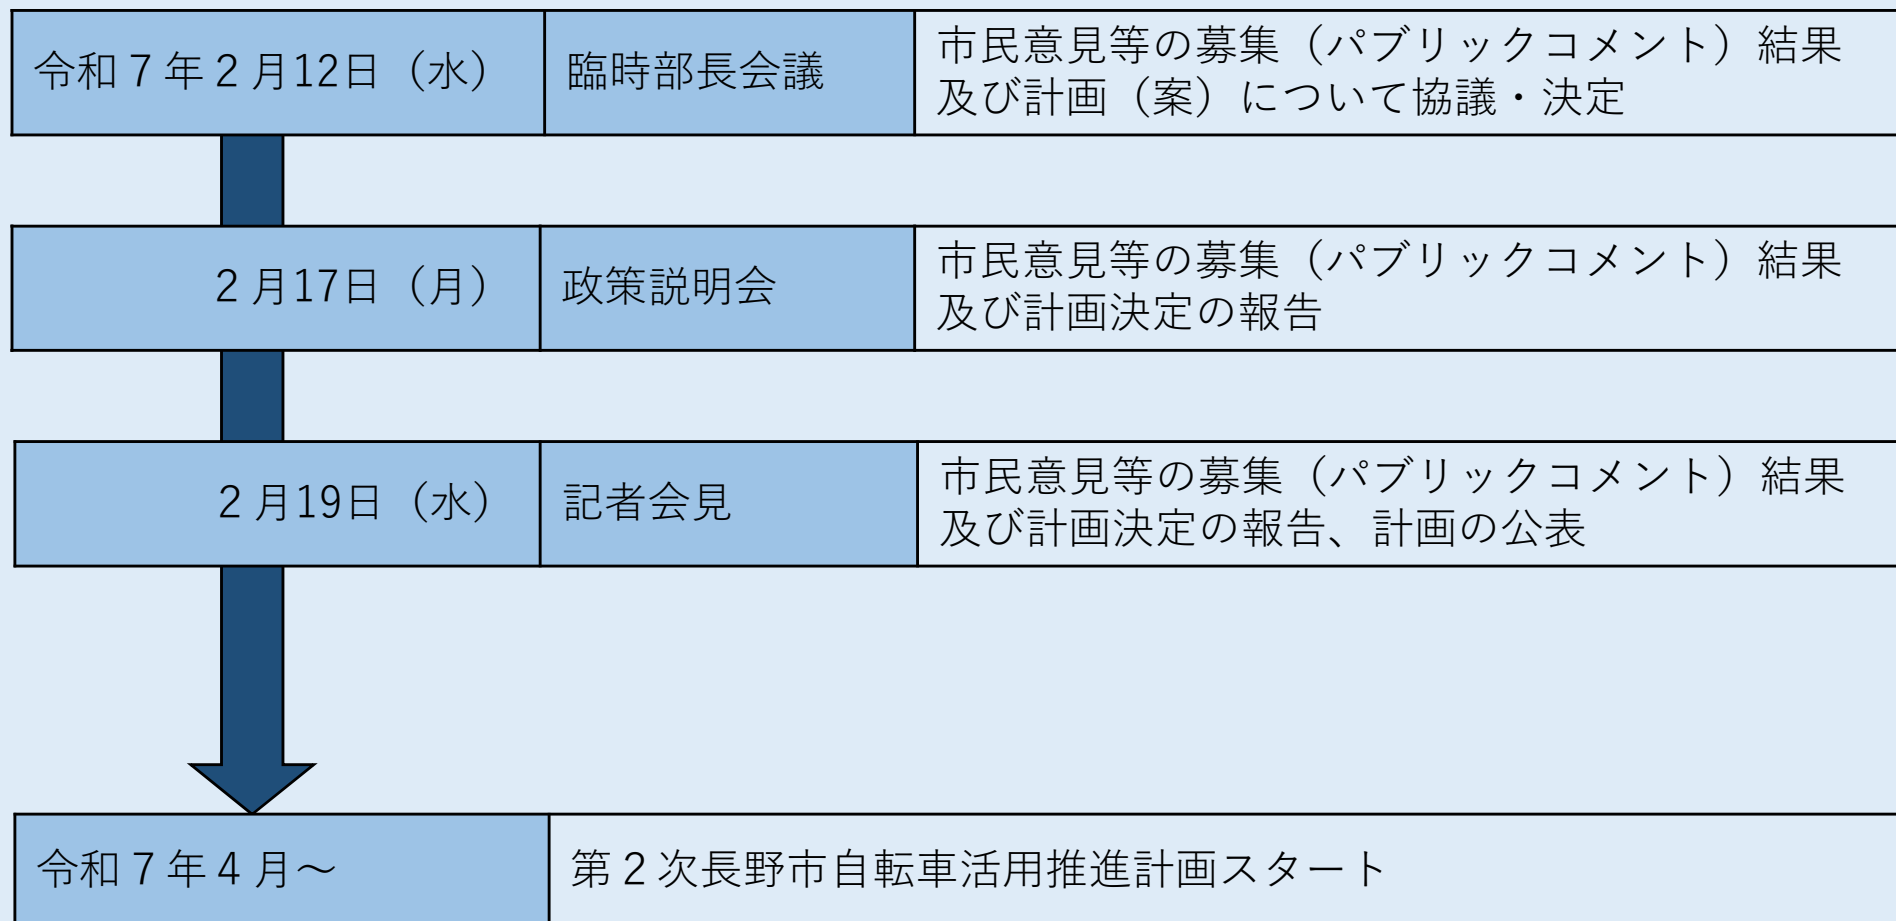 令和７年２月12日（水）
臨時部長会議
市民意見等の募集（パブリックコメント）結果
及び計画（案）について協議・決定
２月17日（月）
政策説明会
市民意見等の募集（パブリックコメント）結果
及び計画決定の報告
２月19日（水）
記者会見
市民意見等の募集（パブリックコメント）結果
及び計画決定の報告、計画の公表
令和７年４月～
第２次長野市自転車活用推進計画スタート